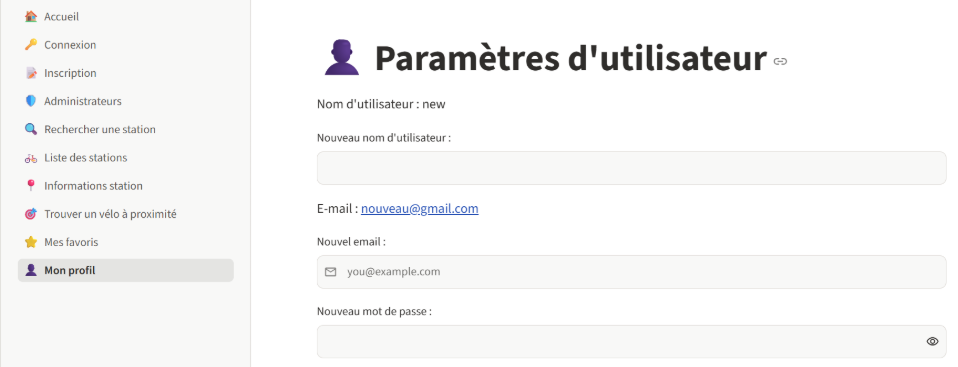 Accueil
Connexion
Inscription
Administrateurs
Rechercher une station
Liste des stations
Informations station
Trouver un vélo à proximité
Mes favoris
Mon profil
Paramètres d'utilisateur
Nom d'utilisateur : new
Nouveau nom d'utilisateur :
E-mail : nouveau@gmail.com
Nouvel email :
you@example.com
Nouveau mot de passe :